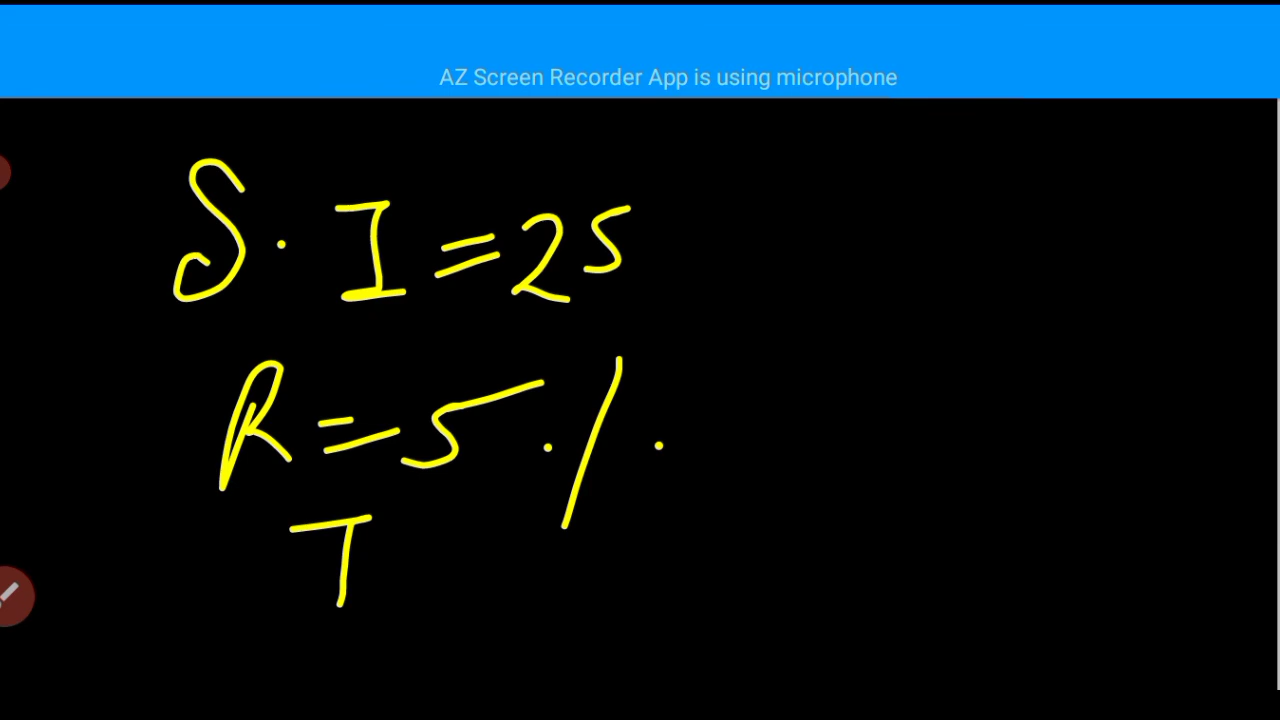 AZ Screen Recorder App is using microphone
S. I = 25
R = 5 %
T